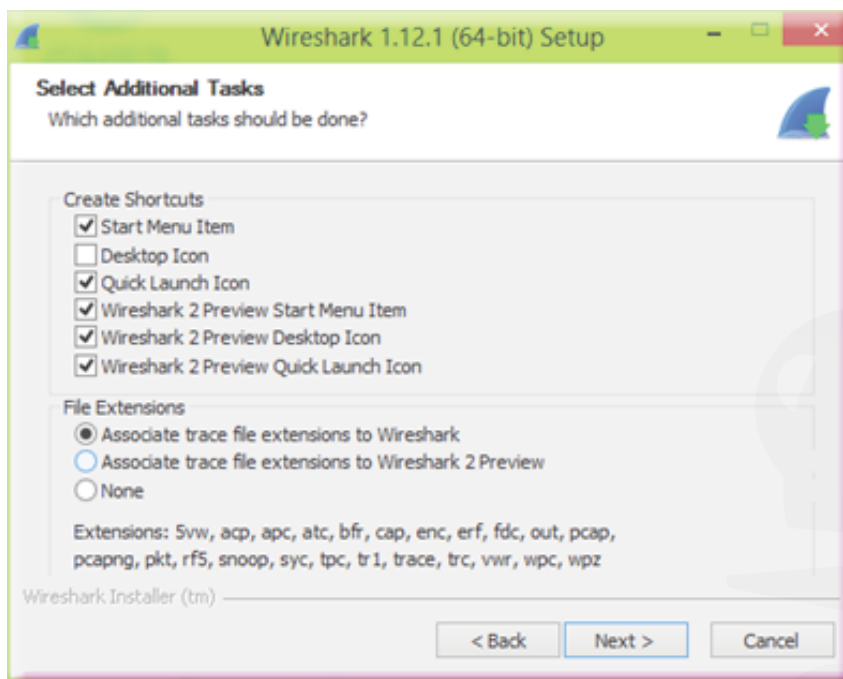 Wireshark 1.12.1 (64-bit) Setup
Select Additional Tasks
Which additional tasks should be done?
Create Shortcuts
Start Menu Item
Desktop Icon
Quick Launch Icon
Wireshark 2 Preview Start Menu Item
Wireshark 2 Preview Desktop Icon
Wireshark 2 Preview Quick Launch Icon
File Extensions
Associate trace file extensions to Wireshark
Associate trace file extensions to Wireshark 2 Preview
None
Extensions: 5vw, acp, apc, atc, bfr, cap, enc, erf, fdc, out, pcap,
pcapng, pkt, rf5, snoop, syc, tpc, tr1, trace, trc, vwr, wpc, wpz
Wireshark Installer (tm)
< Back Next > Cancel